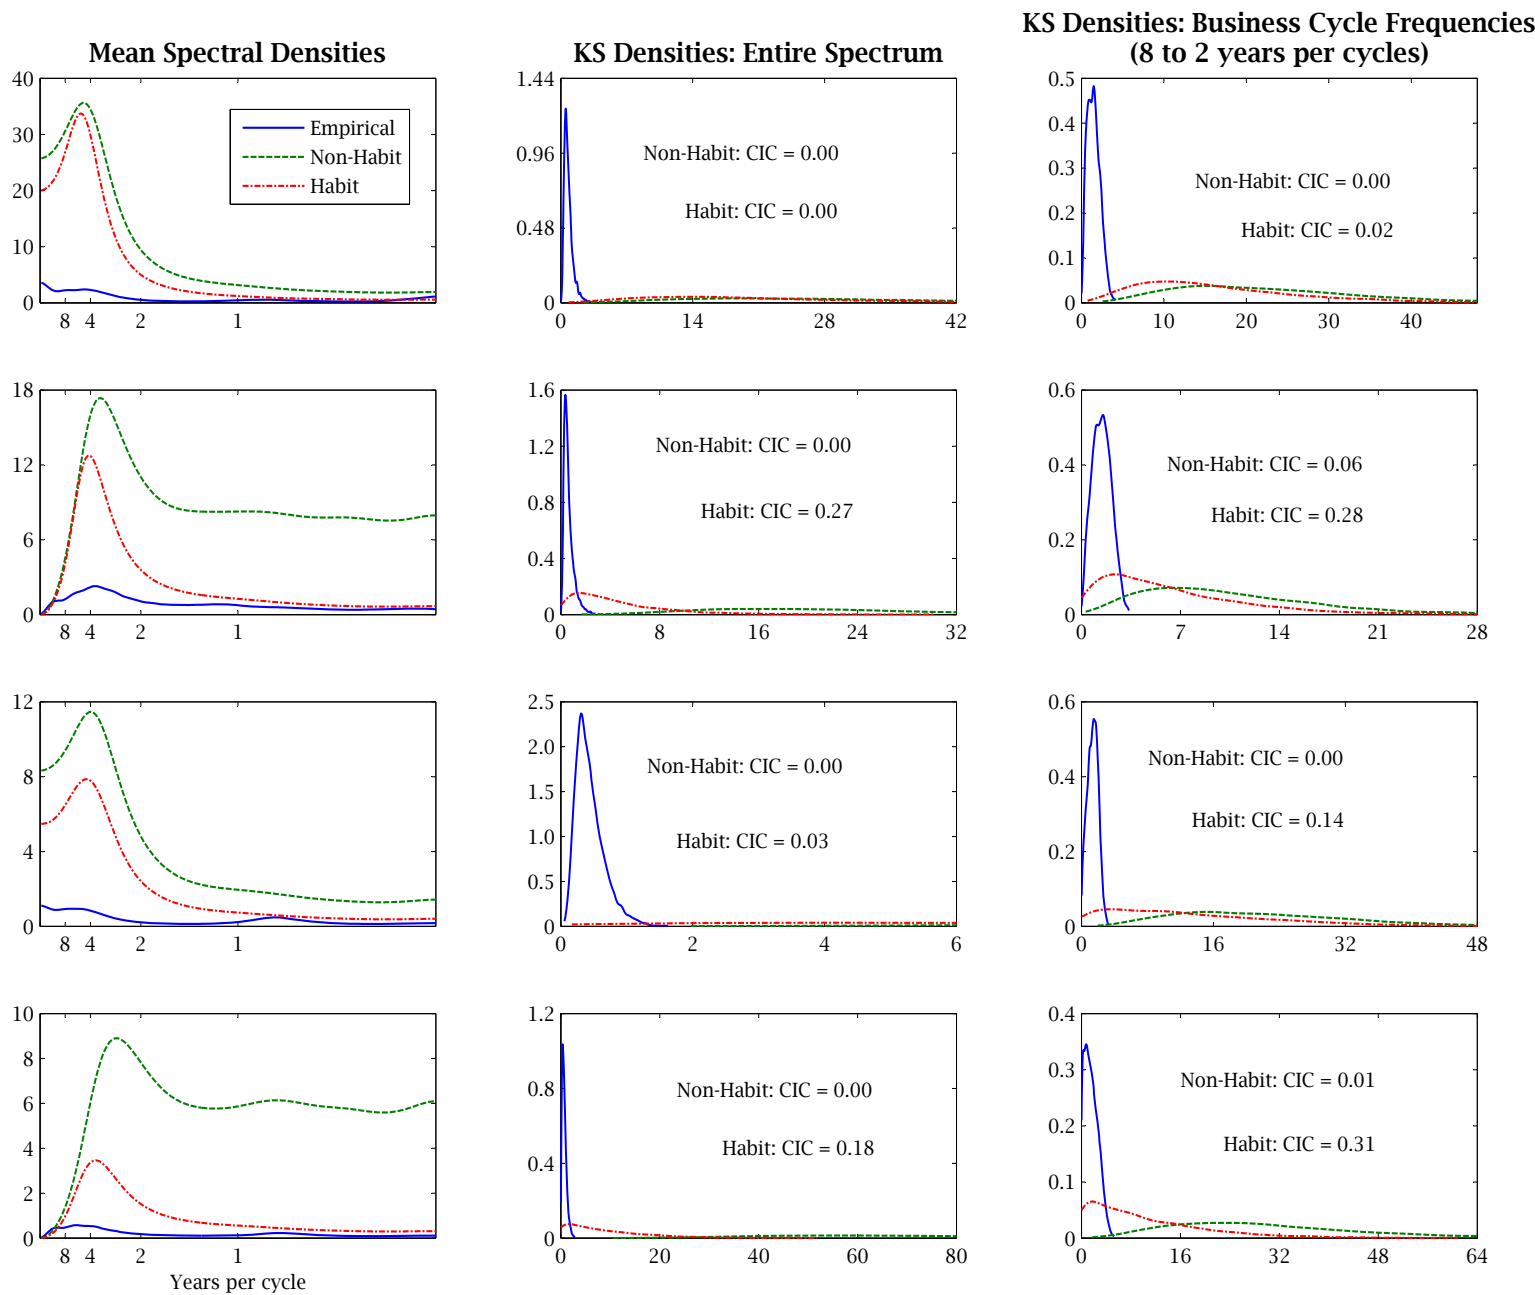 KS Densities: Business Cycle Frequencies
Mean Spectral Densities KS Densities: Entire Spectrum (8 to 2 years per cycles)
40
30
20
10
0
8 4 2 1
Empirical
Non-Habit
Habit
1.44
0.96
0.48
0
0 14 28 42
Non-Habit: CIC = 0.00
Habit: CIC = 0.00
0.5
0.4
0.3
0.2
0.1
0
0 10 20 30 40
Non-Habit: CIC = 0.00
Habit: CIC = 0.02
18
12
6
0
8 4 2 1
1.6
1.2
0.8
0.4
0
0 8 16 24 32
Non-Habit: CIC = 0.00
Habit: CIC = 0.27
0.6
0.4
0.2
0
0 7 14 21 28
Non-Habit: CIC = 0.06
Habit: CIC = 0.28
12
8
4
0
8 4 2 1
2.5
2.0
1.5
1.0
0.5
0
0 2 4 6
Non-Habit: CIC = 0.00
Habit: CIC = 0.03
0.6
0.4
0.2
0
0 16 32 48
Non-Habit: CIC = 0.00
Habit: CIC = 0.14
10
8
6
4
2
0
8 4 2 1
Years per cycle
1.2
0.8
0.4
0
0 20 40 60 80
Non-Habit: CIC = 0.00
Habit: CIC = 0.18
0.4
0.3
0.2
0.1
0
0 16 32 48 64
Non-Habit: CIC = 0.01
Habit: CIC = 0.31